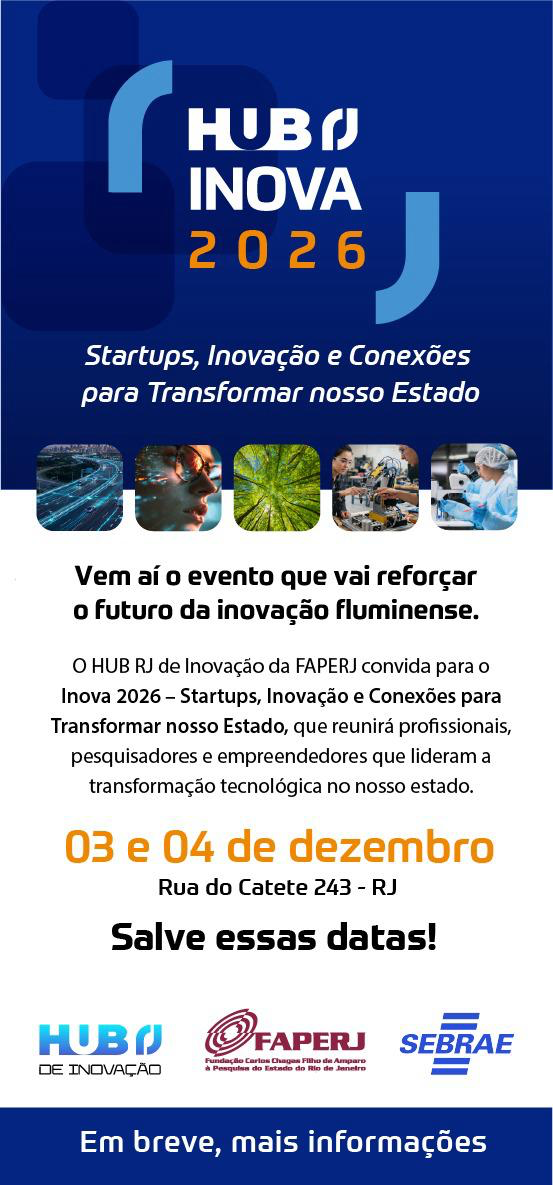 HUB RJ
INOVA
2026
Startups, Inovação e Conexões
para Transformar nosso Estado
Vem aí o evento que vai reforçar
o futuro da inovação fluminense.
O HUB RJ de Inovação da FAPERJ convida para o
Inova 2026 – Startups, Inovação e Conexões para
Transformar nosso Estado, que reunirá profissionais,
pesquisadores e empreendedores que lideram a
transformação tecnológica no nosso estado.
03 e 04 de dezembro
Rua do Catete 243 - RJ
Salve essas datas!
HUB RJ
DE INOVAÇÃO
FAPERJ
Fundação Carlos Chagas Filho de Amparo
à Pesquisa do Estado do Rio de Janeiro
SEBRAE
Em breve, mais informações